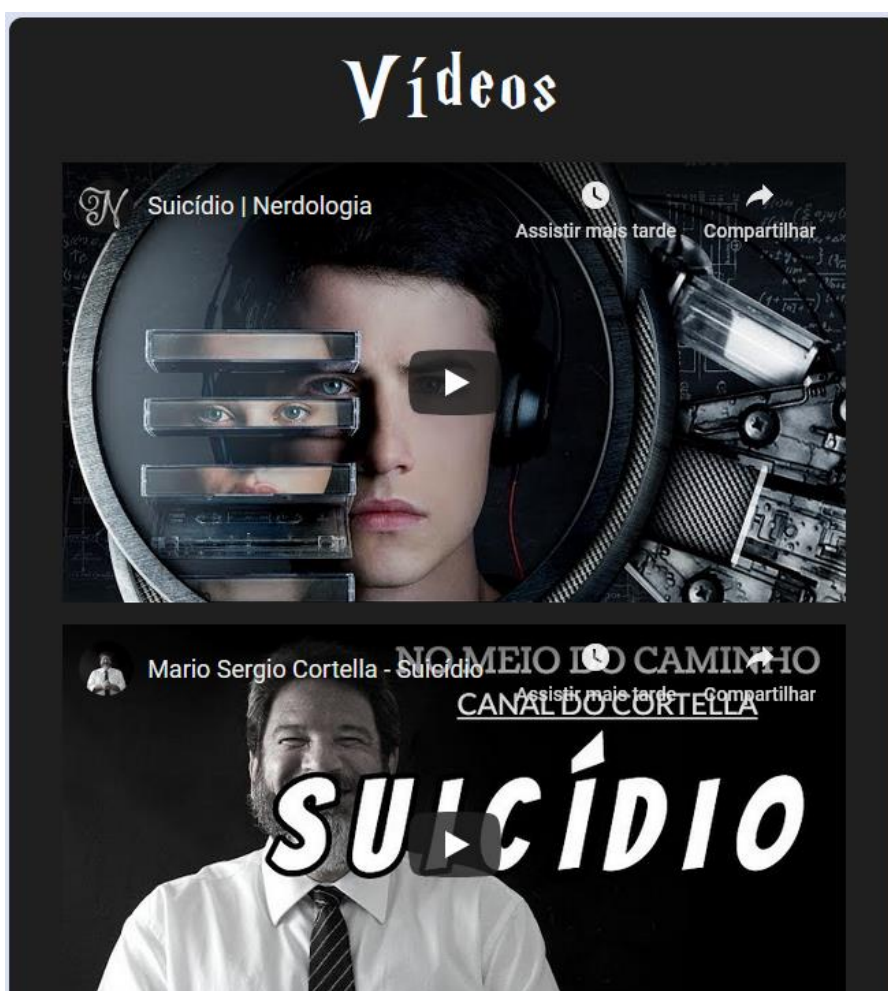 Vídeos
Suicídio | Nerdologia
Assistir mais tarde
Compartilhar
Mario Sergio Cortella - Suicídio
NO MEIO DO CAMINHO
Assistir mais tarde
Compartilhar
CANAL DO CORTELLA
SUICÍDIO